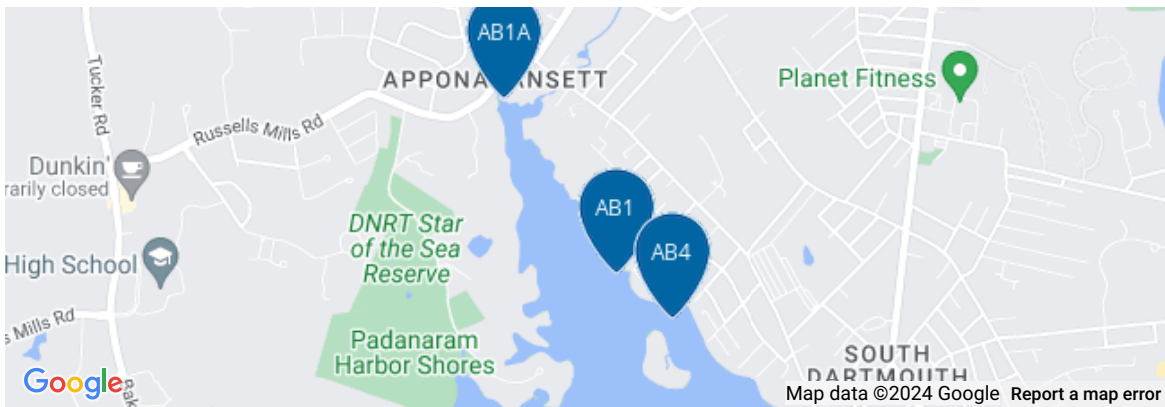 AB1A
APPONA
ANSETT
Planet Fitness
Tucker Rd
Russells Mills Rd
Dunkin'
rarily closed
AB1
DNRT Star
of the Sea
Reserve
AB4
High School
s Mills Rd
Padanaram
Harbor Shores
SOUTH
DARTMOUTH
Google
Map data ©2024 Google Report a map error